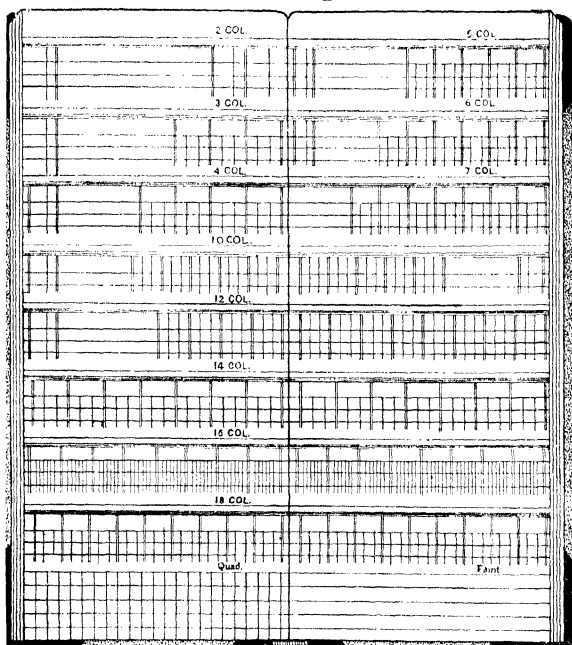 2 COL. 5 COL.
3 COL. 6 COL.
4 COL. 7 COL.
10 COL.
12 COL.
14 COL.
16 COL.
18 COL.
Quad. Faint